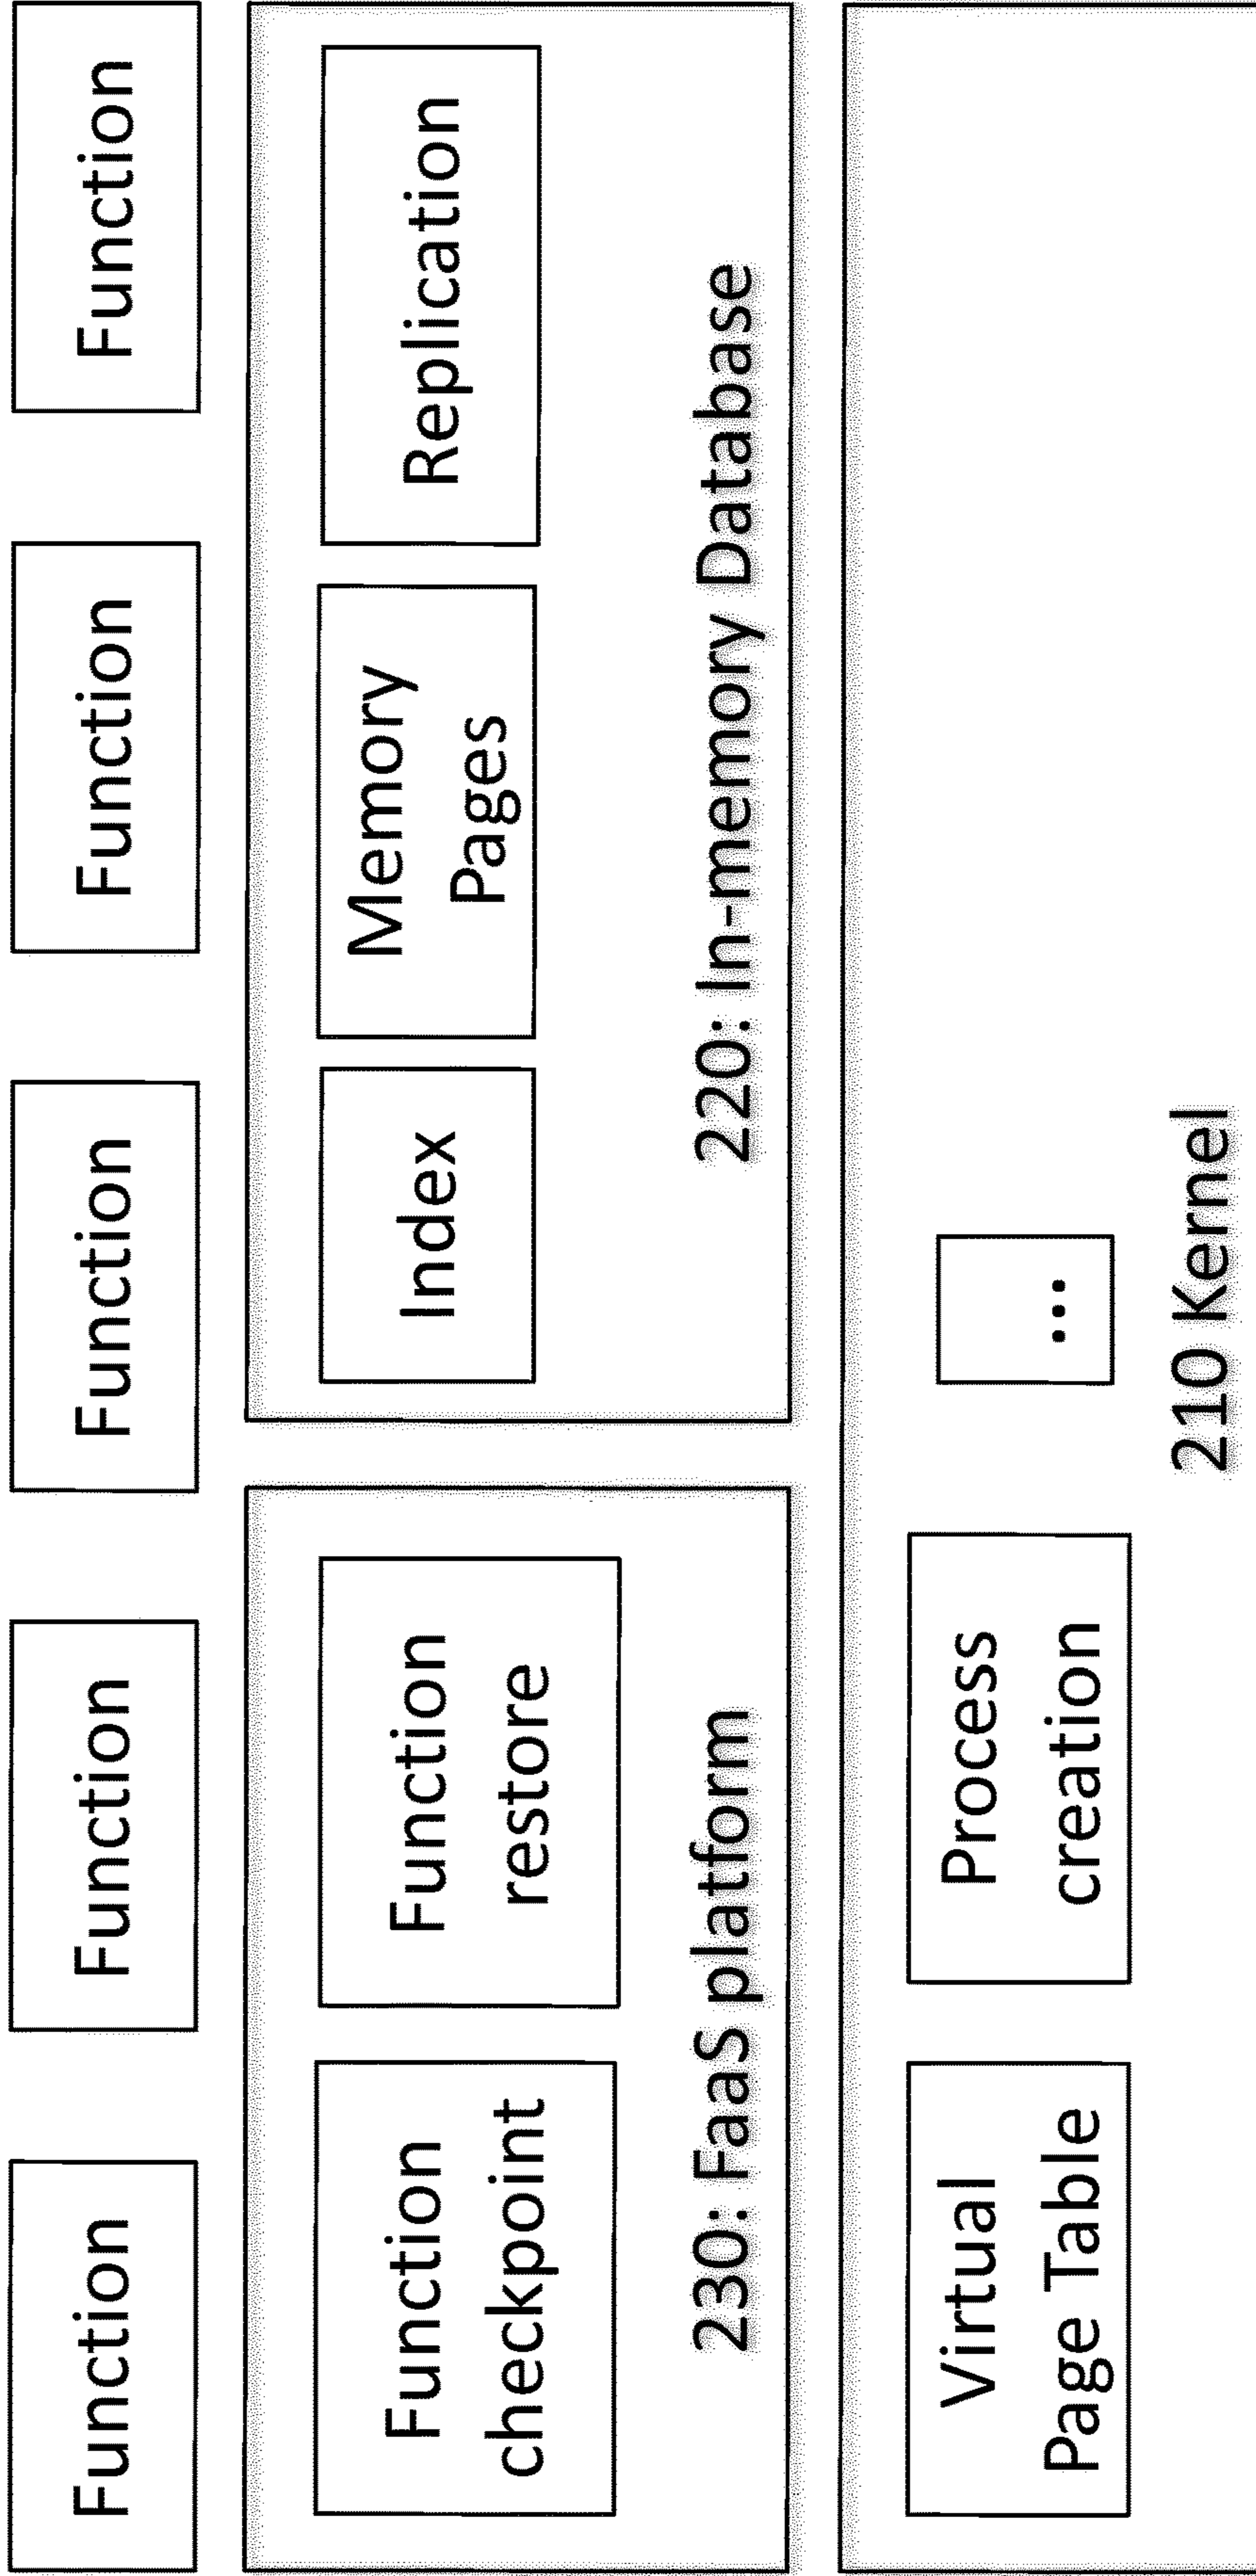 Function
Function
Function
Function
Function
Function
checkpoint
Function
restore
230: FaaS platform
Index
Memory
Pages
Replication
220: In-memory Database
Virtual
Page Table
Process
creation
...
210 Kernel